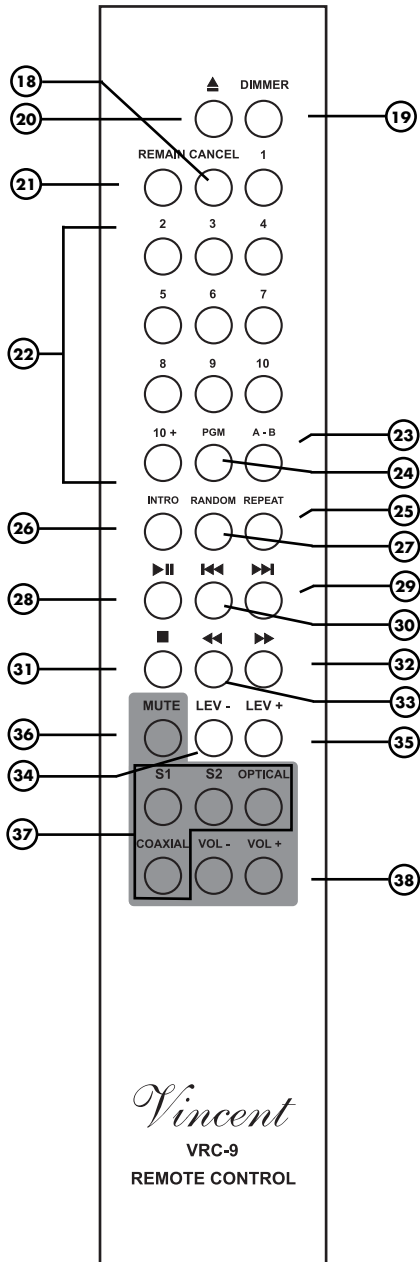 18
20
⏏ DIMMER
19
REMAIN CANCEL 1
21
2 3 4
5 6 7
22
8 9 10
10 + PGM A - B
23
24
INTRO RANDOM REPEAT
25
26
27
28
29
30
31
32
33
MUTE LEV - LEV +
36
35
34
S1 S2 OPTICAL
37
COAXIAL VOL - VOL +
38
Vincent
VRC-9
REMOTE CONTROL